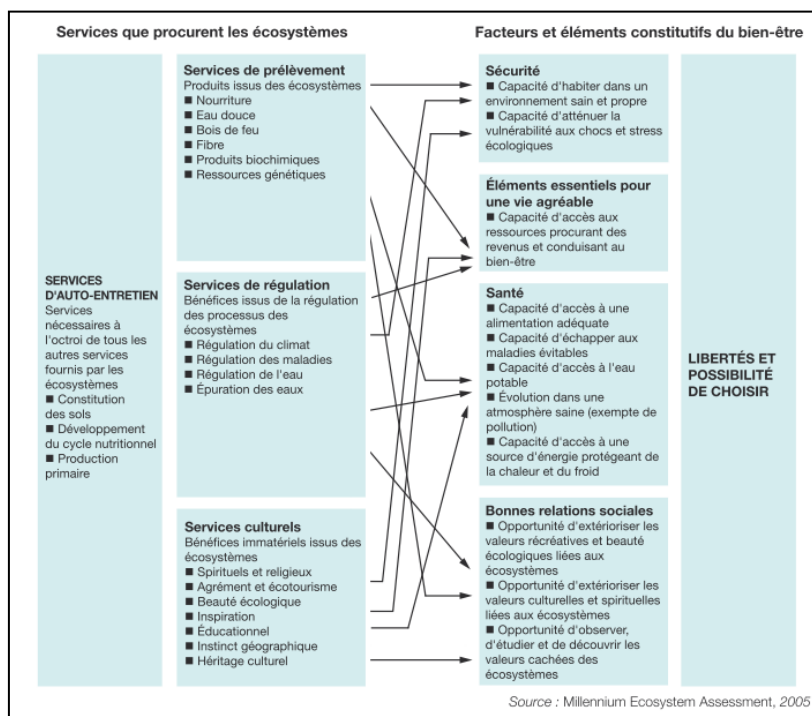 Services que procurent les écosystèmes
Facteurs et éléments constitutifs du bien-être
SERVICES
D'AUTO-ENTRETIEN
Services
nécessaires à
l'octroi de tous les
autres services
fournis par les
écosystèmes
■ Constitution
des sols
■ Développement
du cycle nutritionnel
■ Production
primaire
Services de prélèvement
Produits issus des écosystèmes
■ Nourriture
■ Eau douce
■ Bois de feu
■ Fibre
■ Produits biochimiques
■ Ressources génétiques
Services de régulation
Bénéfices issus de la régulation
des processus des
écosystèmes
■ Régulation du climat
■ Régulation des maladies
■ Régulation de l'eau
■ Épuration des eaux
Services culturels
Bénéfices immatériels issus des
écosystèmes
■ Spirituels et religieux
■ Agrément et écotourisme
■ Beauté écologique
■ Inspiration
■ Éducationnel
■ Instinct géographique
■ Héritage culturel
Sécurité
■ Capacité d'habiter dans un
environnement sain et propre
■ Capacité d'atténuer la
vulnérabilité aux chocs et stress
écologiques
Éléments essentiels pour
une vie agréable
■ Capacité d'accès aux
ressources procurant des
revenus et conduisant au
bien-être
Santé
■ Capacité d'accès à une
alimentation adéquate
■ Capacité d'échapper aux
maladies évitables
■ Capacité d'accès à l'eau
potable
■ Évolution dans une
atmosphère saine (exempte de
pollution)
■ Capacité d'accès à une
source d'énergie protégeant de
la chaleur et du froid
Bonnes relations sociales
■ Opportunité d'extérioriser les
valeurs récréatives et beauté
écologiques liées aux
écosystèmes
■ Opportunité d'extérioriser les
valeurs culturelles et spirituelles
liées aux écosystèmes
■ Opportunité d'observer,
d'étudier et de découvrir les
valeurs cachées des
écosystèmes
LIBERTÉS ET
POSSIBILITÉ
DE CHOISIR
Source : Millennium Ecosystem Assessment, 2005